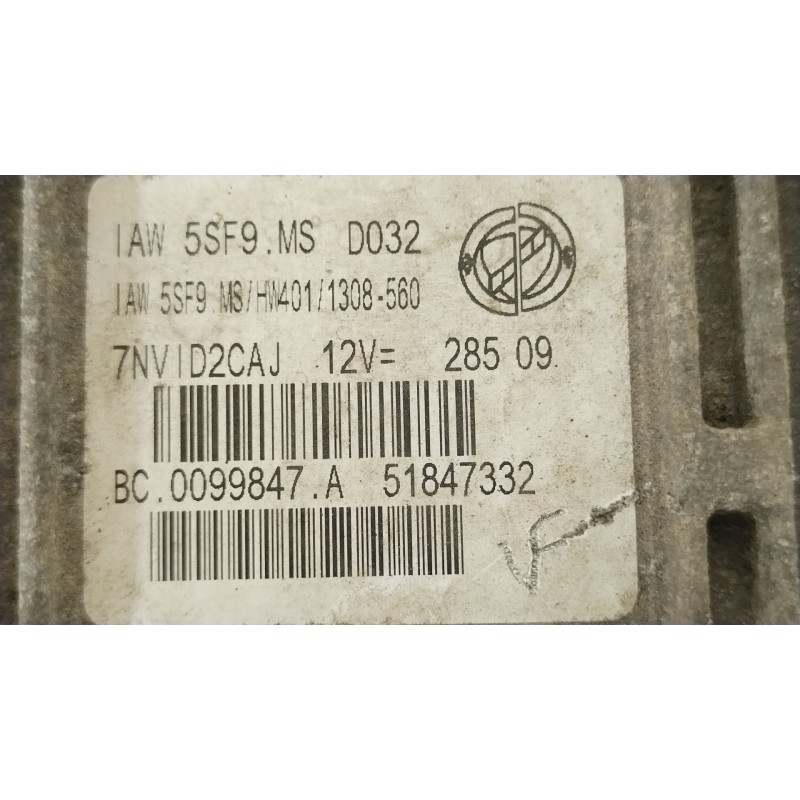 IAW 5SF9.MS D032
IAW 5SF9.MS/HW401/1308-560
7NVID2CAJ 12V= 285 09
BC.0099847.A 51847332